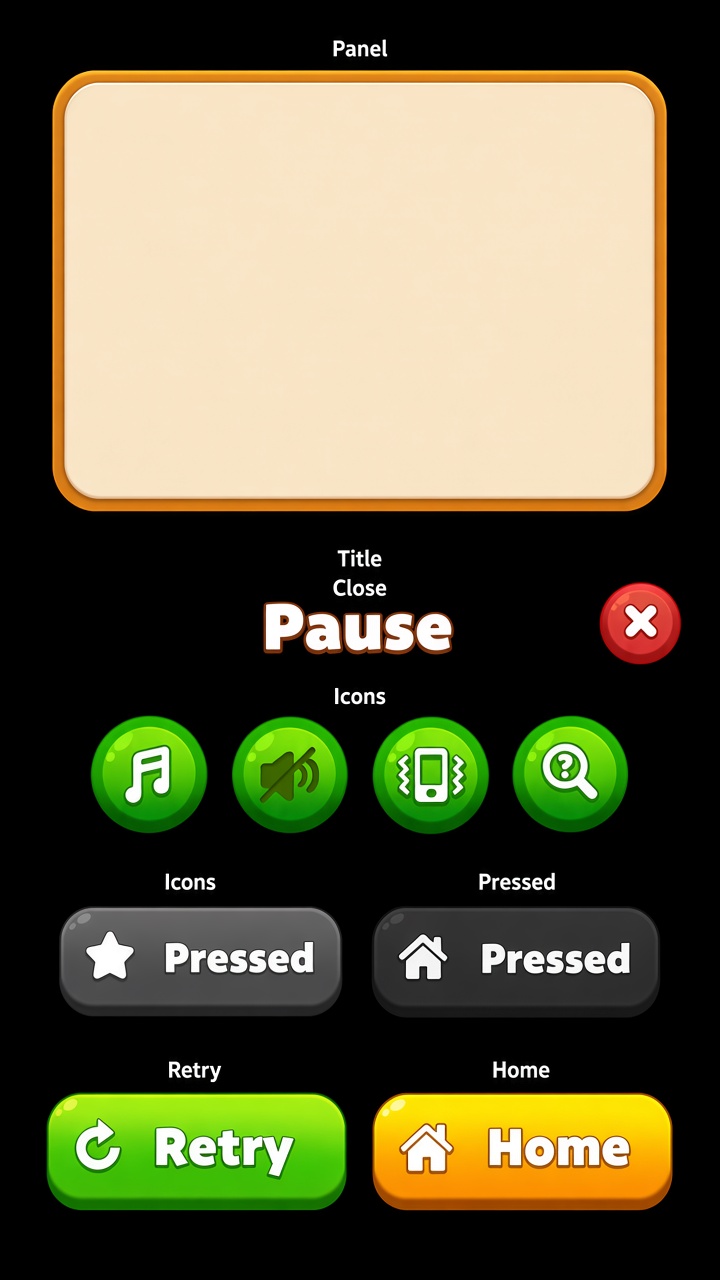 Panel
Title
Close
Pause
Icons
?
Icons
Pressed
Pressed
Pressed
Retry
Home
Retry
Home